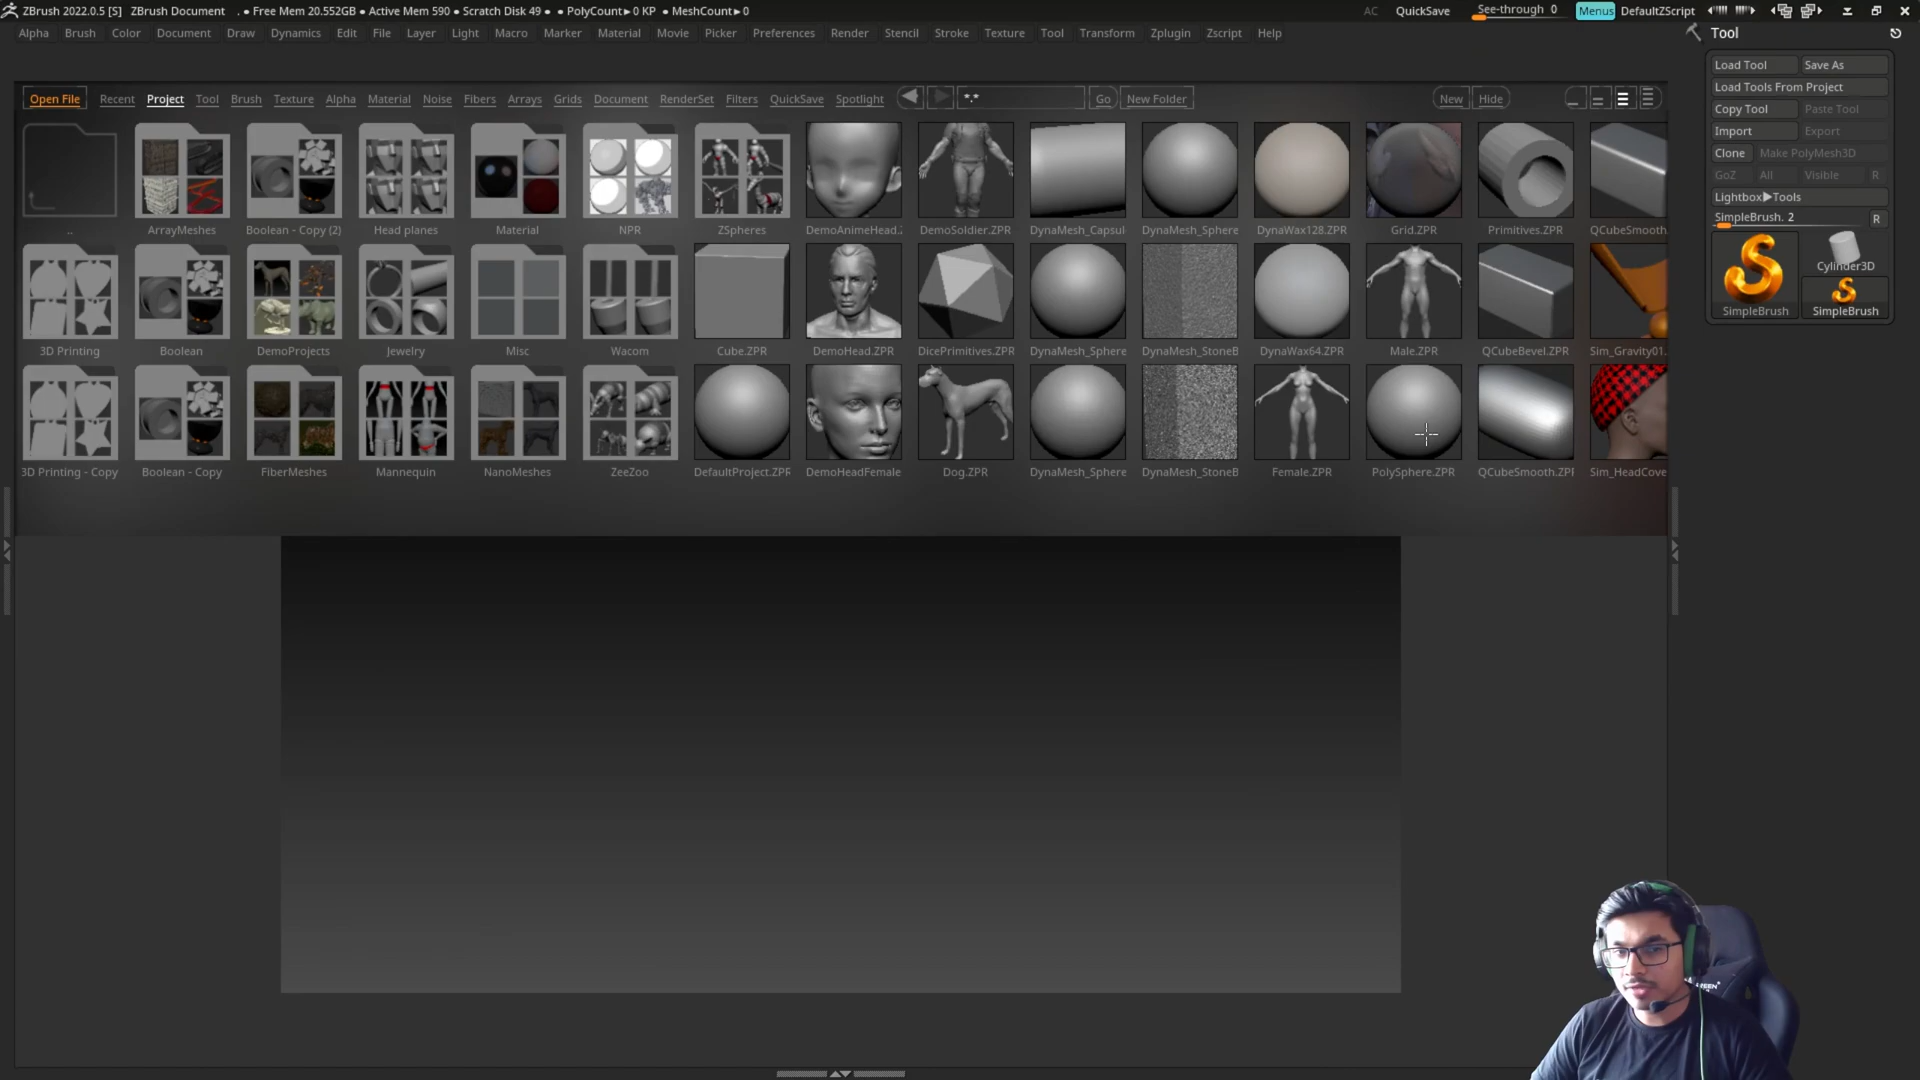 ZBrush 2022.0.5 [S] ZBrush Document . • Free Mem 20.552GB • Active Mem 590 • Scratch Disk 49 • • PolyCount▶0 KP • MeshCount▶0 AC QuickSave See-through 0 Menus DefaultZScript
Alpha Brush Color Document Draw Dynamics Edit File Layer Light Macro Marker Material Movie Picker Preferences Render Stencil Stroke Texture Tool Transform Zplugin Zscript Help
Tool
Load Tool Save As
Load Tools From Project
Copy Tool Paste Tool
Import Export
Clone Make PolyMesh3D
GoZ All Visible R
Lightbox▶Tools
SimpleBrush. 2 R
Cylinder3D
SimpleBrush SimpleBrush
Open File Recent Project Tool Brush Texture Alpha Material Noise Fibers Arrays Grids Document RenderSet Filters QuickSave Spotlight *.* Go New Folder New Hide
.. ArrayMeshes Boolean - Copy (2) Head planes Material NPR ZSpheres DemoAnimeHead. DemoSoldier.ZPR DynaMesh_Capsul DynaMesh_Sphere DynaWax128.ZPR Grid.ZPR Primitives.ZPR QCubeSmooth.
3D Printing Boolean DemoProjects Jewelry Misc Wacom Cube.ZPR DemoHead.ZPR DicePrimitives.ZPR DynaMesh_Sphere DynaMesh_StoneB DynaWax64.ZPR Male.ZPR QCubeBevel.ZPR Sim_Gravity01.
3D Printing - Copy Boolean - Copy FiberMeshes Mannequin NanoMeshes ZeeZoo DefaultProject.ZPR DemoHeadFemale Dog.ZPR DynaMesh_Sphere DynaMesh_StoneB Female.ZPR PolySphere.ZPR QCubeSmooth.ZPR Sim_HeadCove